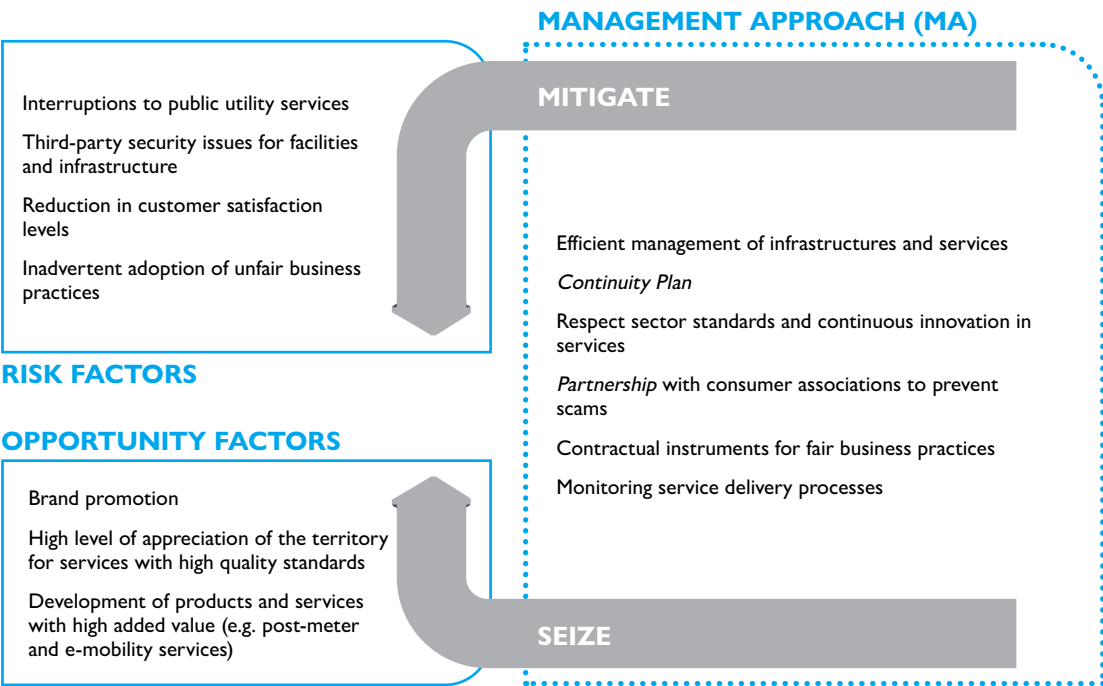 MANAGEMENT APPROACH (MA)
MITIGATE
Interruptions to public utility services
Third-party security issues for facilities
and infrastructure
Reduction in customer satisfaction
levels
Inadvertent adoption of unfair business
practices
RISK FACTORS
OPPORTUNITY FACTORS
Brand promotion
High level of appreciation of the territory
for services with high quality standards
Development of products and services
with high added value (e.g. post-meter
and e-mobility services)
Efficient management of infrastructures and services
Continuity Plan
Respect sector standards and continuous innovation in
services
Partnership with consumer associations to prevent
scams
Contractual instruments for fair business practices
Monitoring service delivery processes
SEIZE